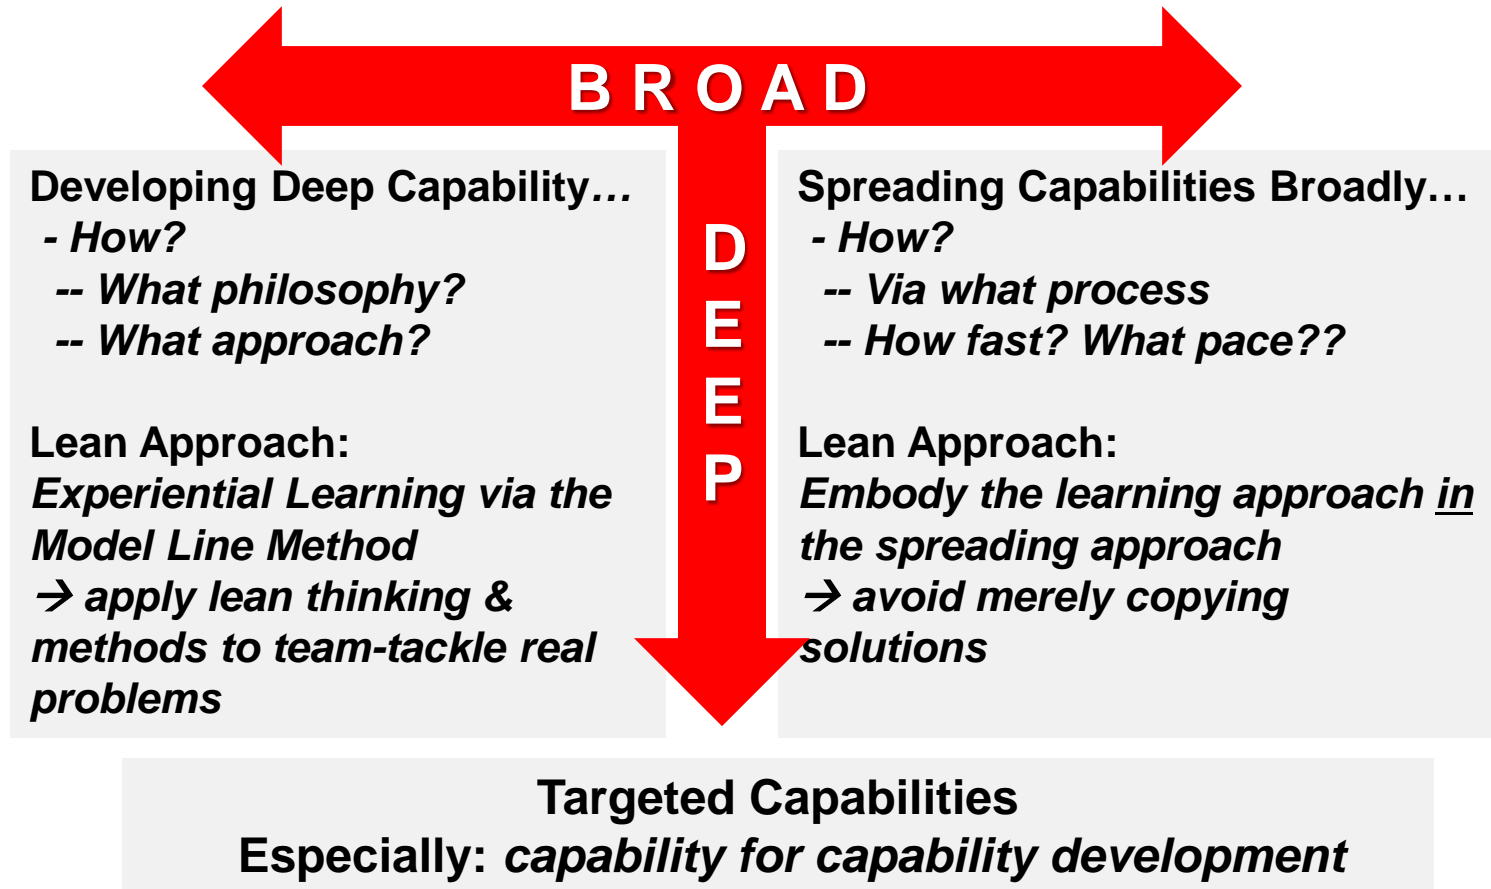 B R O A D
D
E
E
P
Developing Deep Capability…
- How?
-- What philosophy?
-- What approach?
Lean Approach:
Experiential Learning via the
Model Line Method
→ apply lean thinking &
methods to team-tackle real
problems
Spreading Capabilities Broadly…
- How?
-- Via what process
-- How fast? What pace??
Lean Approach:
Embody the learning approach in
the spreading approach
→ avoid merely copying
solutions
Targeted Capabilities
Especially: capability for capability development